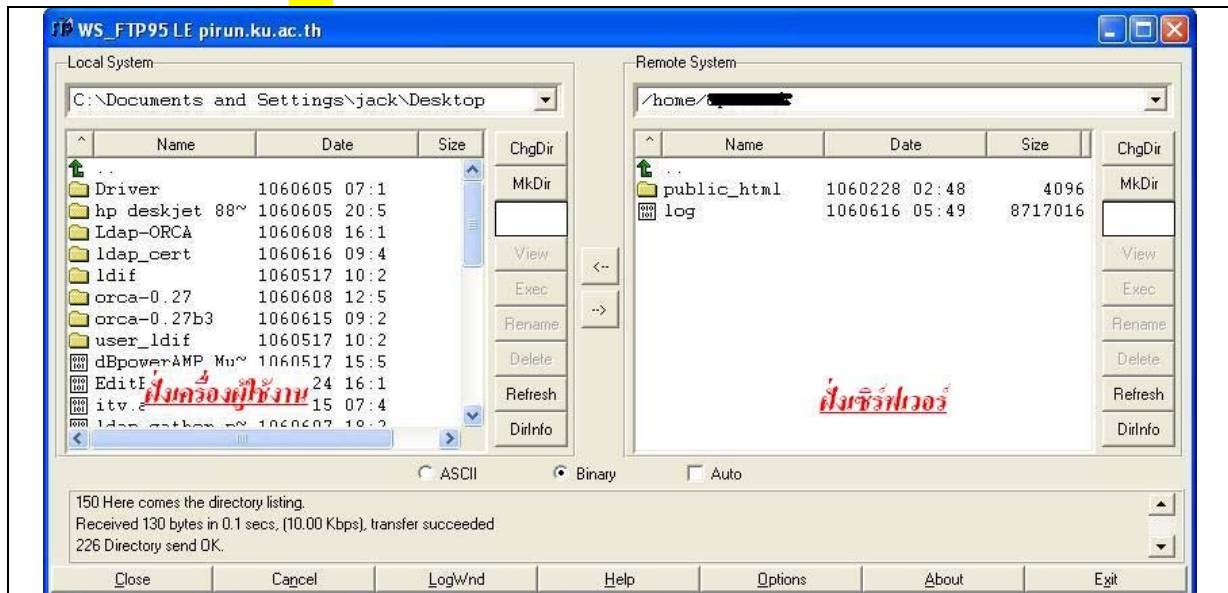 WS_FTP95 LE pirun.ku.ac.th
Local System
C:\Documents and Settings\jack\Desktop
^ Name Date Size
..
Driver 1060605 07:1
hp deskjet 88~ 1060605 20:5
Ldap-ORCA 1060608 16:1
ldap_cert 1060616 09:4
ldif 1060517 10:2
orca-0.27 1060608 12:5
orca-0.27b3 1060615 09:2
user_ldif 1060517 10:2
dBpowerAMP Mu~ 1060517 15:5
24 16:1
15 07:4
ฝั่งเครื่องผู้ใช้งาน
ChgDir
MkDir
View
Exec
Rename
Delete
Refresh
DirInfo
<--
-->
Remote System
/home/
^ Name Date Size
..
public_html 1060228 02:48 4096
log 1060616 05:49 8717016
ฝั่งเซิร์ฟเวอร์
ChgDir
MkDir
View
Exec
Rename
Delete
Refresh
DirInfo
ASCII Binary Auto
150 Here comes the directory listing.
Received 130 bytes in 0.1 secs, (10.00 Kbps), transfer succeeded
226 Directory send OK.
Close Cancel LogWnd Help Options About Exit